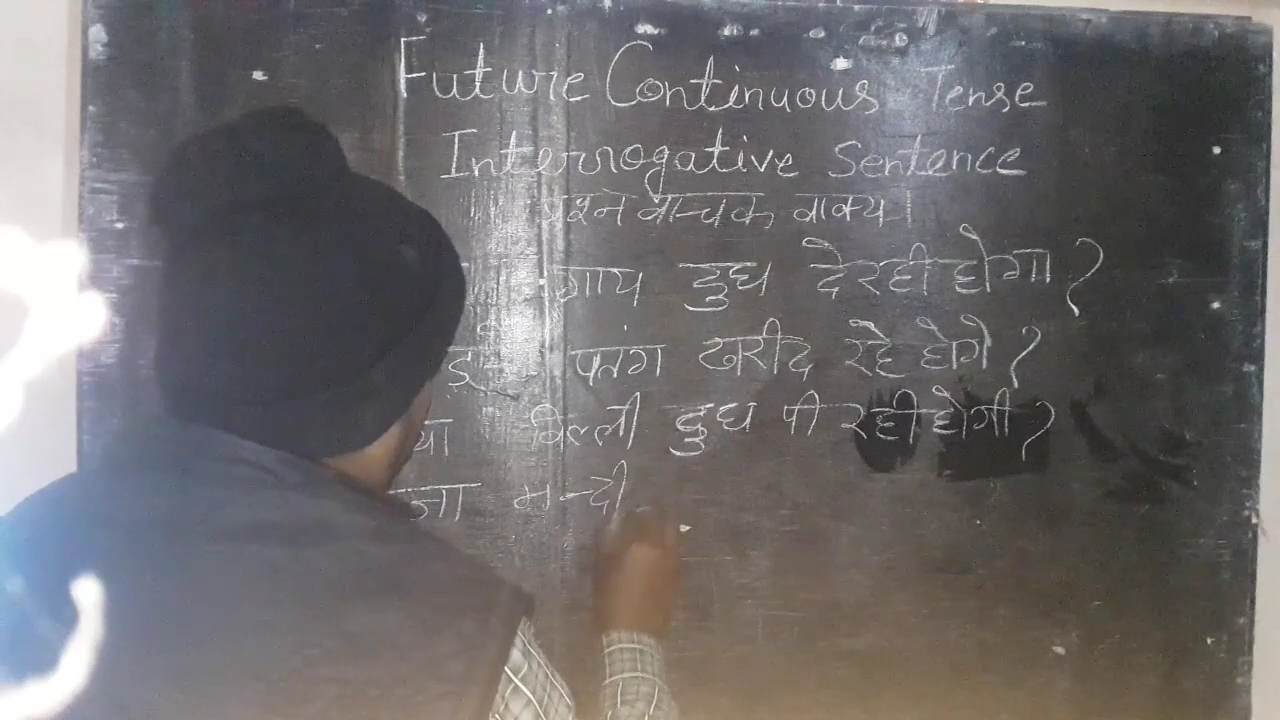 Future Continuous Tense
Interrogative Sentence
प्रश्न वाचक वाक्य।
गाय दुध दे रही होगा?
पतंग खरीद रहे होगे?
या बिल्ली दुध पी रही होगी?
जा मन्दी